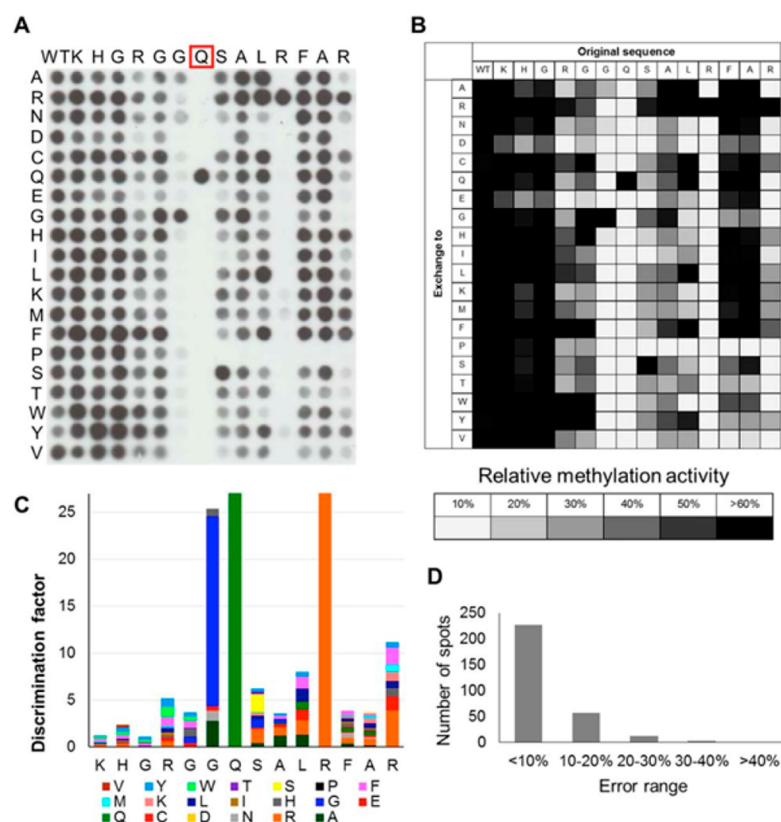 A
WT K H G R G G Q S A L R F A R
A
R
N
D
C
Q
E
G
H
I
L
K
M
F
P
S
T
W
Y
V
B
Original sequence
WT K H G R G G Q S A L R F A R
Exchange to
A
R
N
D
C
Q
E
G
H
I
L
K
M
F
P
S
T
W
Y
V
Relative methylation activity
10% 20% 30% 40% 50% >60%
C
Discrimination factor
25
20
15
10
5
0
K H G R G G Q S A L R F A R
V Y W T S P F
M K L I H G E
Q C D N R A
D
Number of spots
250
200
150
100
50
0
<10% 10-20% 20-30% 30-40% >40%
Error range